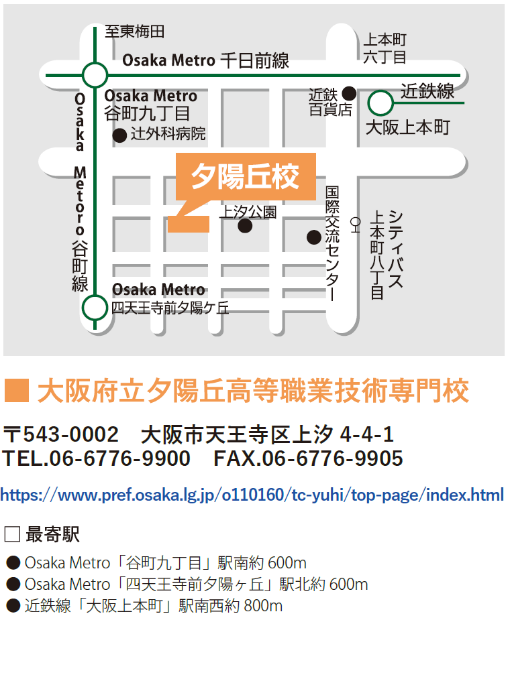 至東梅田
Osaka Metro 千日前線
上本町
六丁目
Osaka Metro
谷町九丁目
近鉄
百貨店
近鉄線
大阪上本町
辻外科病院
Osaka Metoro 谷町線
夕陽丘校
上汐公園
国際交流センター
シティバス
上本町八丁目
Osaka Metro
四天王寺前夕陽ケ丘
■ 大阪府立夕陽丘高等職業技術専門校
〒543-0002 大阪市天王寺区上汐 4-4-1
TEL.06-6776-9900 FAX.06-6776-9905
https://www.pref.osaka.lg.jp/o110160/tc-yuhi/top-page/index.html
□ 最寄駅
● Osaka Metro「谷町九丁目」駅南約 600m
● Osaka Metro「四天王寺前夕陽ヶ丘」駅北約 600m
● 近鉄線「大阪上本町」駅南西約 800m